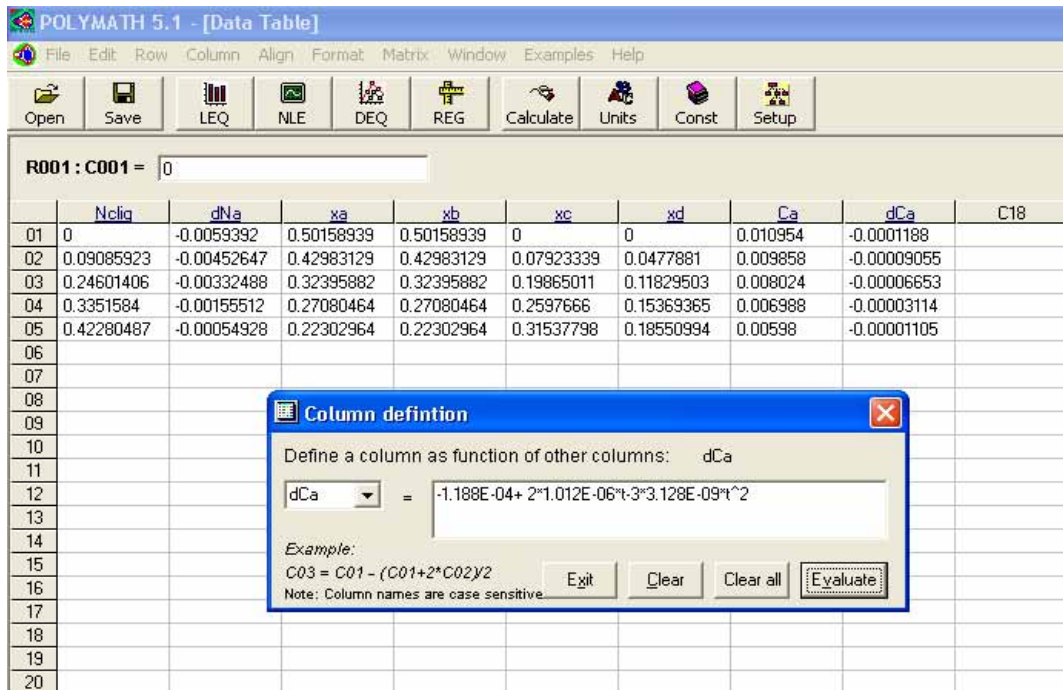 POLYMATH 5.1 - [Data Table]
File Edit Row Column Align Format Matrix Window Examples Help
Open Save LEQ NLE DEQ REG Calculate Units Const Setup
R001 : C001 = 0
Ncliq dNa xa xb xc xd Ca dCa C18
01 0 -0.0059392 0.50158939 0.50158939 0 0 0.010954 -0.0001188
02 0.09085923 -0.00452647 0.42983129 0.42983129 0.07923339 0.0477881 0.009858 -0.00009055
03 0.24601406 -0.00332488 0.32395882 0.32395882 0.19865011 0.11829503 0.008024 -0.00006653
04 0.3351584 -0.00155512 0.27080464 0.27080464 0.2597666 0.15369365 0.006988 -0.00003114
05 0.42280487 -0.00054928 0.22302964 0.22302964 0.31537798 0.18550994 0.00598 -0.00001105
06
07
08
09
10
11
12
13
14
15
16
17
18
19
20
Column defintion
Define a column as function of other columns: dCa
dCa = -1.188E-04+ 2*1.012E-06*t-3*3.128E-09*t^2
Example:
C03 = C01 - (C01+2*C02)/2
Note: Column names are case sensitive
Exit Clear Clear all Evaluate